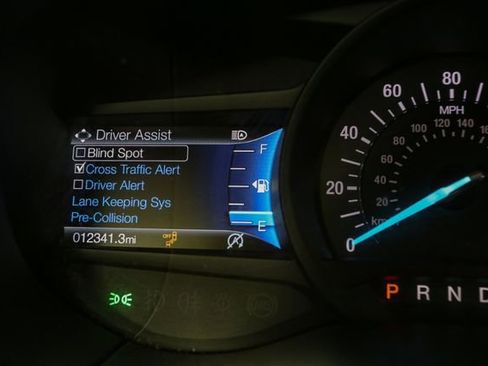 Driver Assist
Blind Spot
Cross Traffic Alert
Driver Alert
Lane Keeping Sys
Pre-Collision
012341.3mi
OFF
F
E
0
20
40
60
80
MPH
20
40
60
80
100
120
140
P R N D